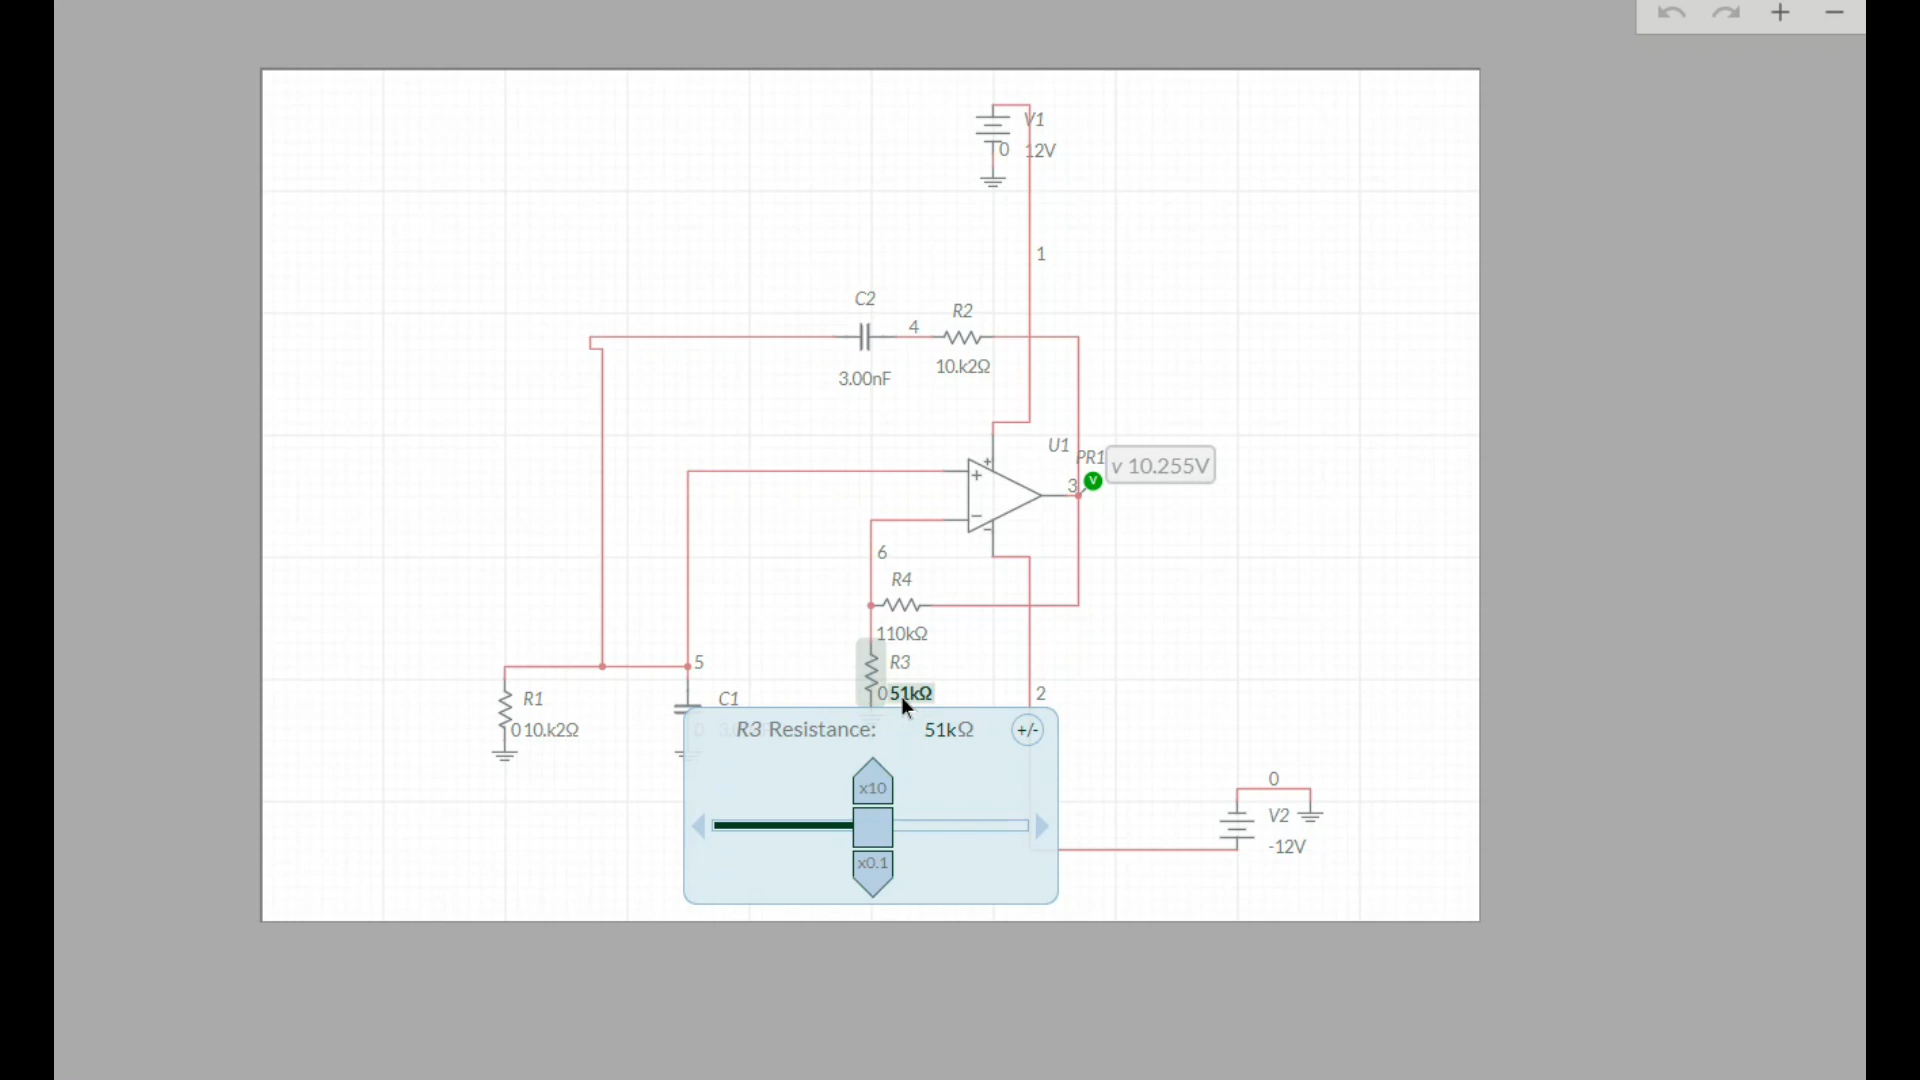 V1
0
12V
1
C2
R2
4
10.k2Ω
3.00nF
U1
PR1
v 10.255V
V
3
+
+
−
−
6
R4
110kΩ
5
R3
0
51kΩ
2
R1
C1
0
10.k2Ω
0
R3 Resistance: 51kΩ +/-
x10
x0.1
0
V2
-12V